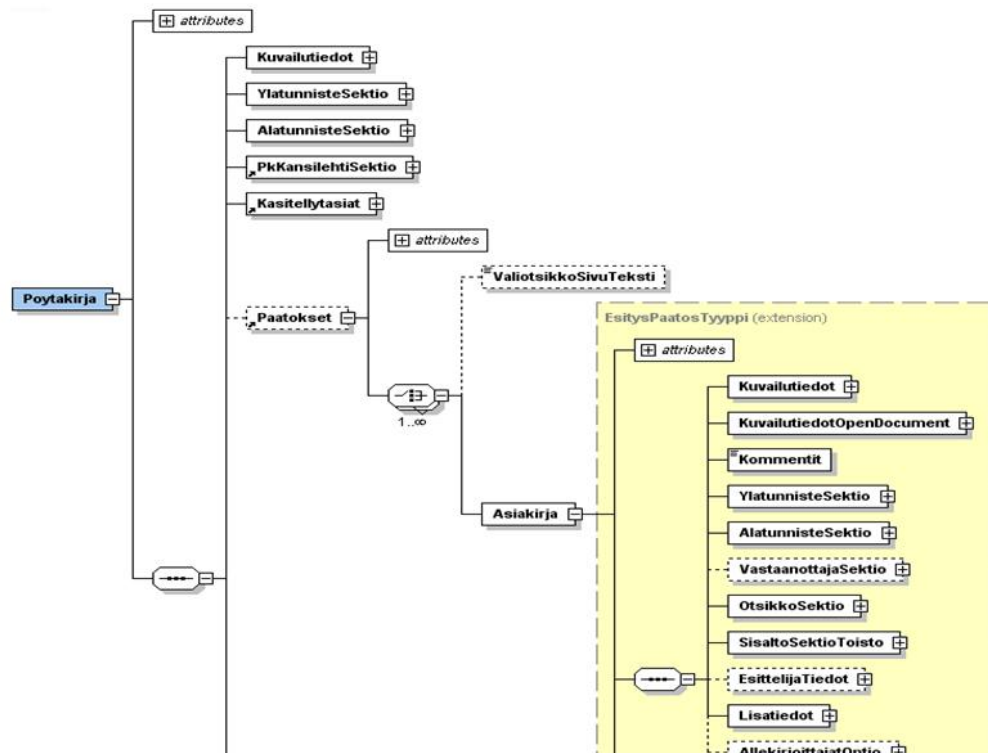 attributes
Kuvailutiedot
YlatunnisteSektio
AlatunnisteSektio
PkKansilehtiSektio
Kasitellytasiat
attributes
ValiotsikkoSivuTeksti
Poytakirja
Paatokset
EsitysPaatosTyyppi (extension)
attributes
Kuvailutiedot
1..∞
KuvailutiedotOpenDocument
Kommentit
YlatunnisteSektio
Asiakirja
AlatunnisteSektio
VastaanottajaSektio
OtsikkoSektio
SisaltoSektioToisto
EsittelijaTiedot
Lisatiedot
AllekirjoittajatOptio